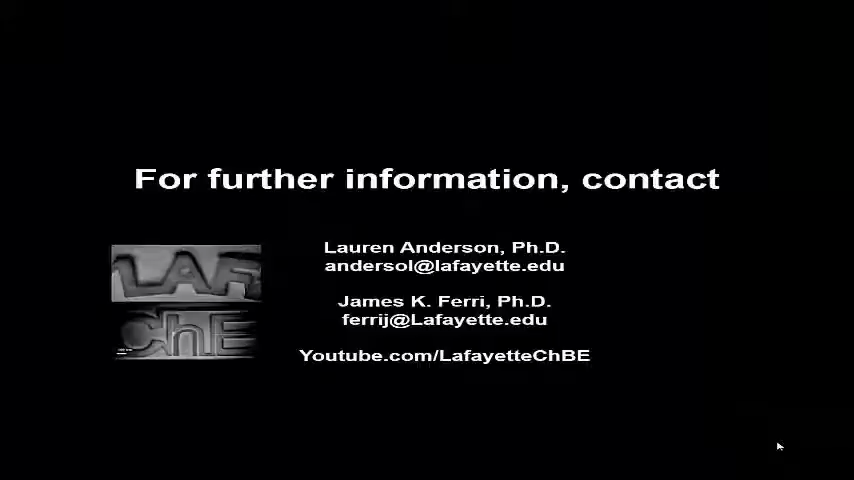 For further information, contact
Lauren Anderson, Ph.D.
andersol@lafayette.edu
LAF
James K. Ferri, Ph.D.
ferrij@Lafayette.edu
ChE
Youtube.com/LafayetteChBE